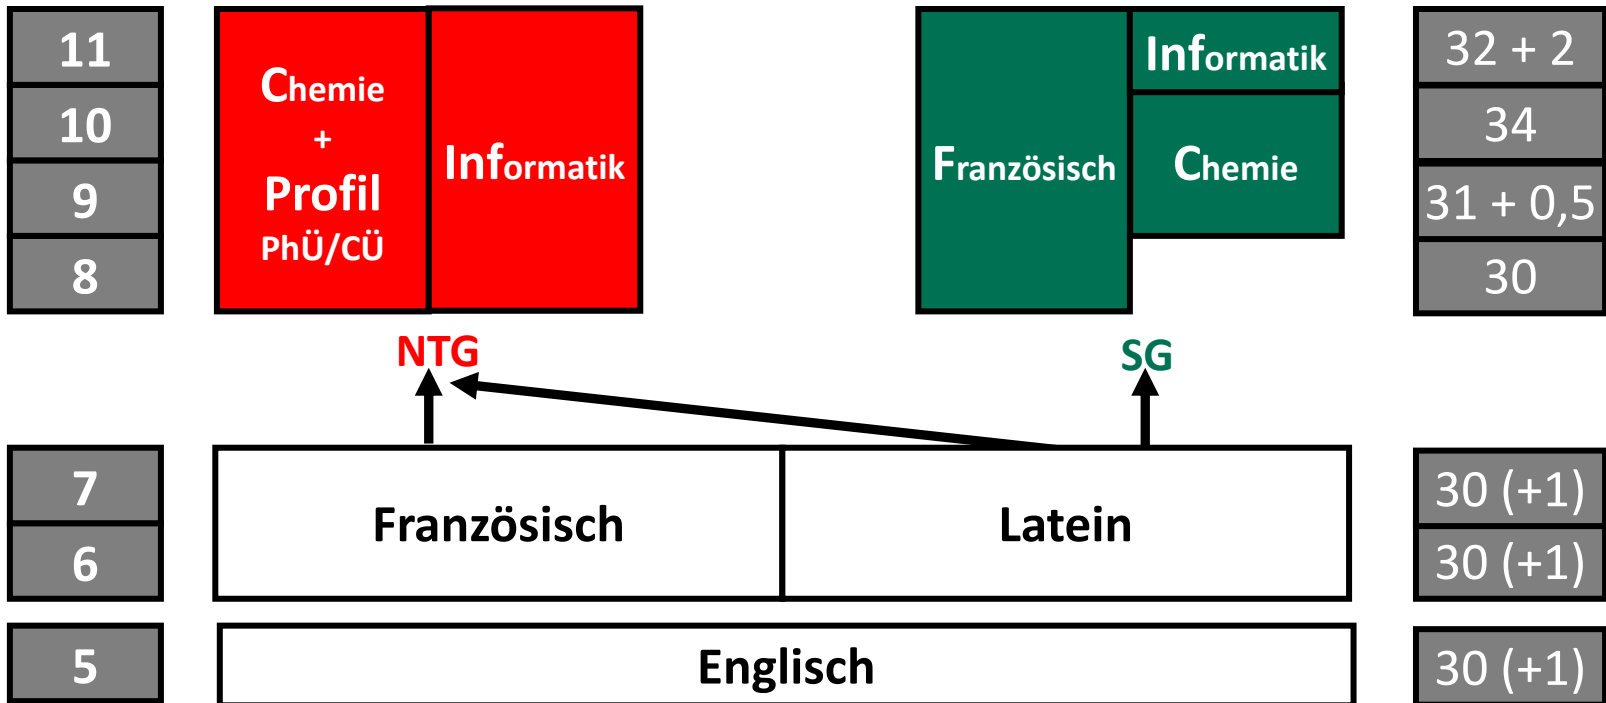 11
10
9
8
Chemie
+
Profil
PhÜ/CÜ
Informatik
Französisch
Informatik
Chemie
32 + 2
34
31 + 0,5
30
NTG
SG
7
6
Französisch
Latein
30 (+1)
30 (+1)
5
Englisch
30 (+1)